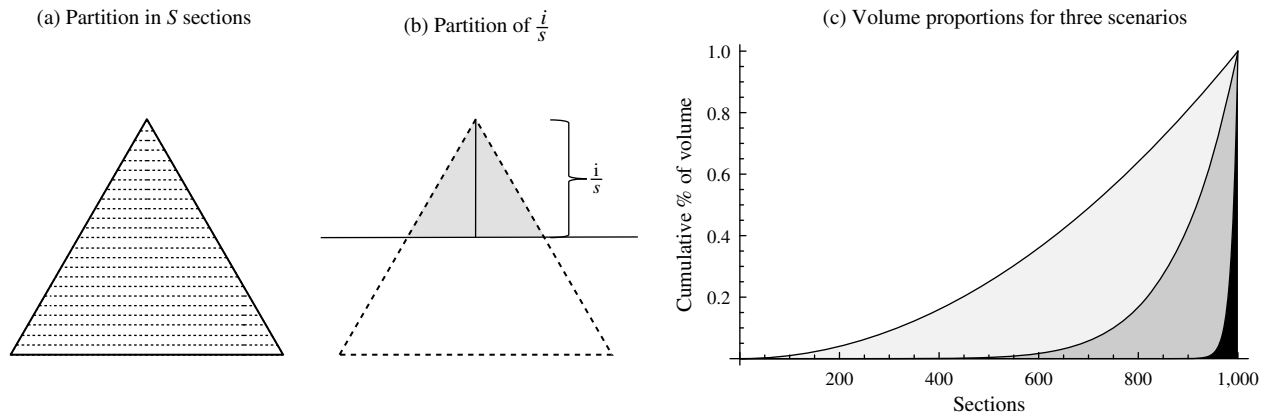 (a) Partition in S sections
(b) Partition of i/s
(c) Volume proportions for three scenarios
i/s
Cumulative % of volume
1.0
0.8
0.6
0.4
0.2
200 400 600 800 1,000
Sections